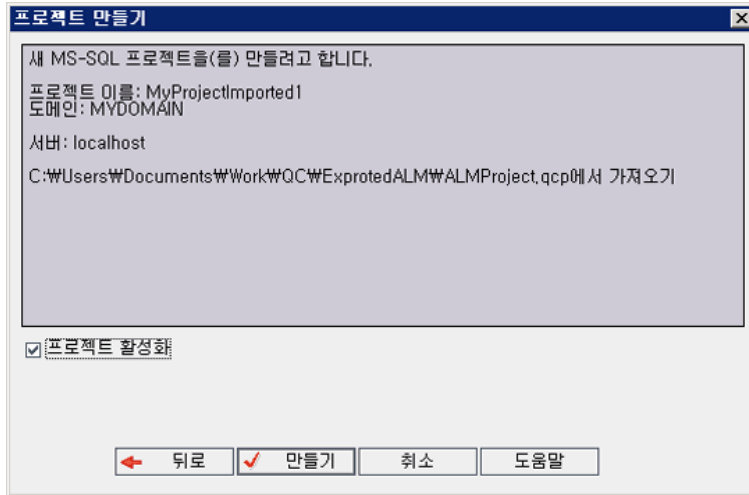 프로젝트 만들기
새 MS-SQL 프로젝트을(를) 만들려고 합니다.
프로젝트 이름: MyProjectImported1
도메인: MYDOMAIN
서버: localhost
C:₩Users₩Documents₩Work₩QC₩ExprotedALM₩ALMProject.qcp에서 가져오기
프로젝트 활성화
뒤로 만들기 취소 도움말